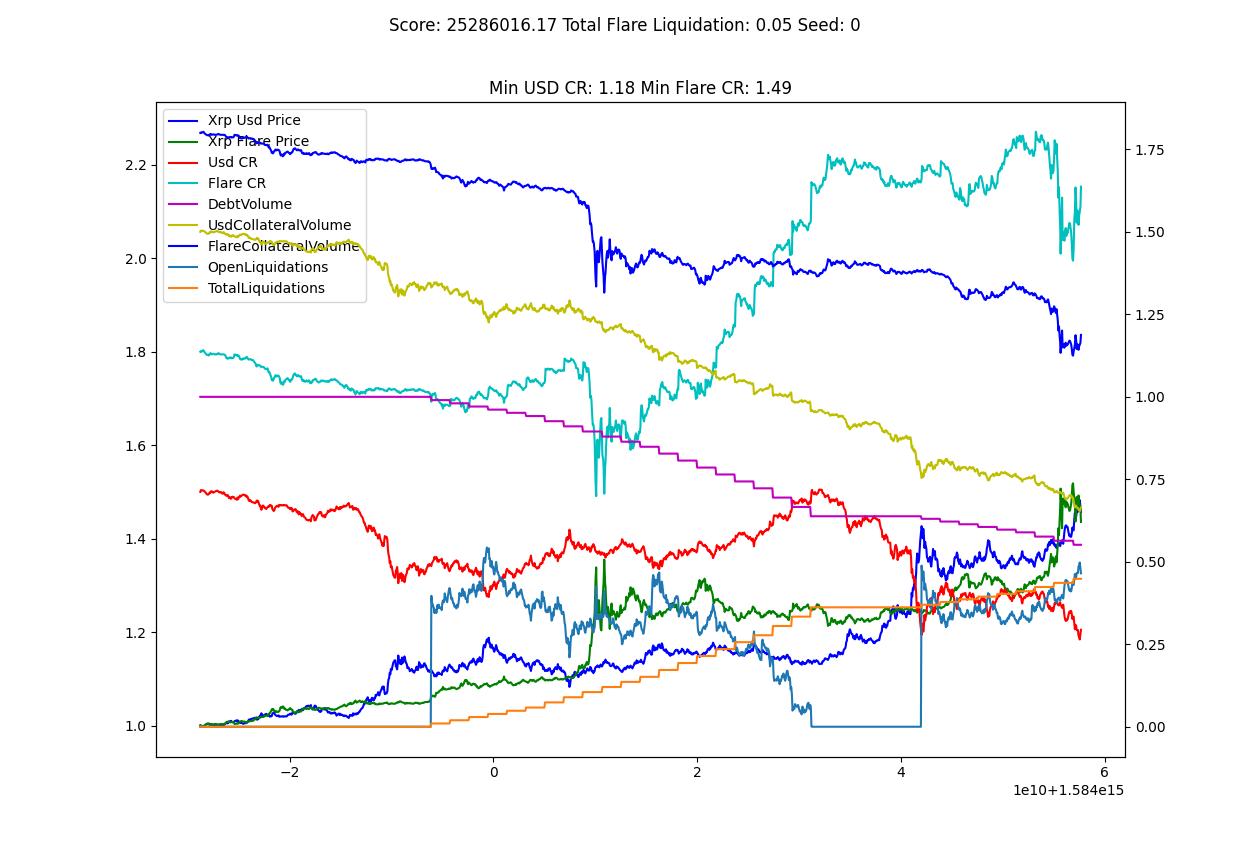 Score: 25286016.17 Total Flare Liquidation: 0.05 Seed: 0
Min USD CR: 1.18 Min Flare CR: 1.49
Xrp Usd Price
Xrp Flare Price
Usd CR
Flare CR
DebtVolume
UsdCollateralVolume
FlareCollateralVolume
OpenLiquidations
TotalLiquidations
2.2
2.0
1.8
1.6
1.4
1.2
1.0
1.75
1.50
1.25
1.00
0.75
0.50
0.25
0.00
−2 0 2 4 6
1e10+1.584e15